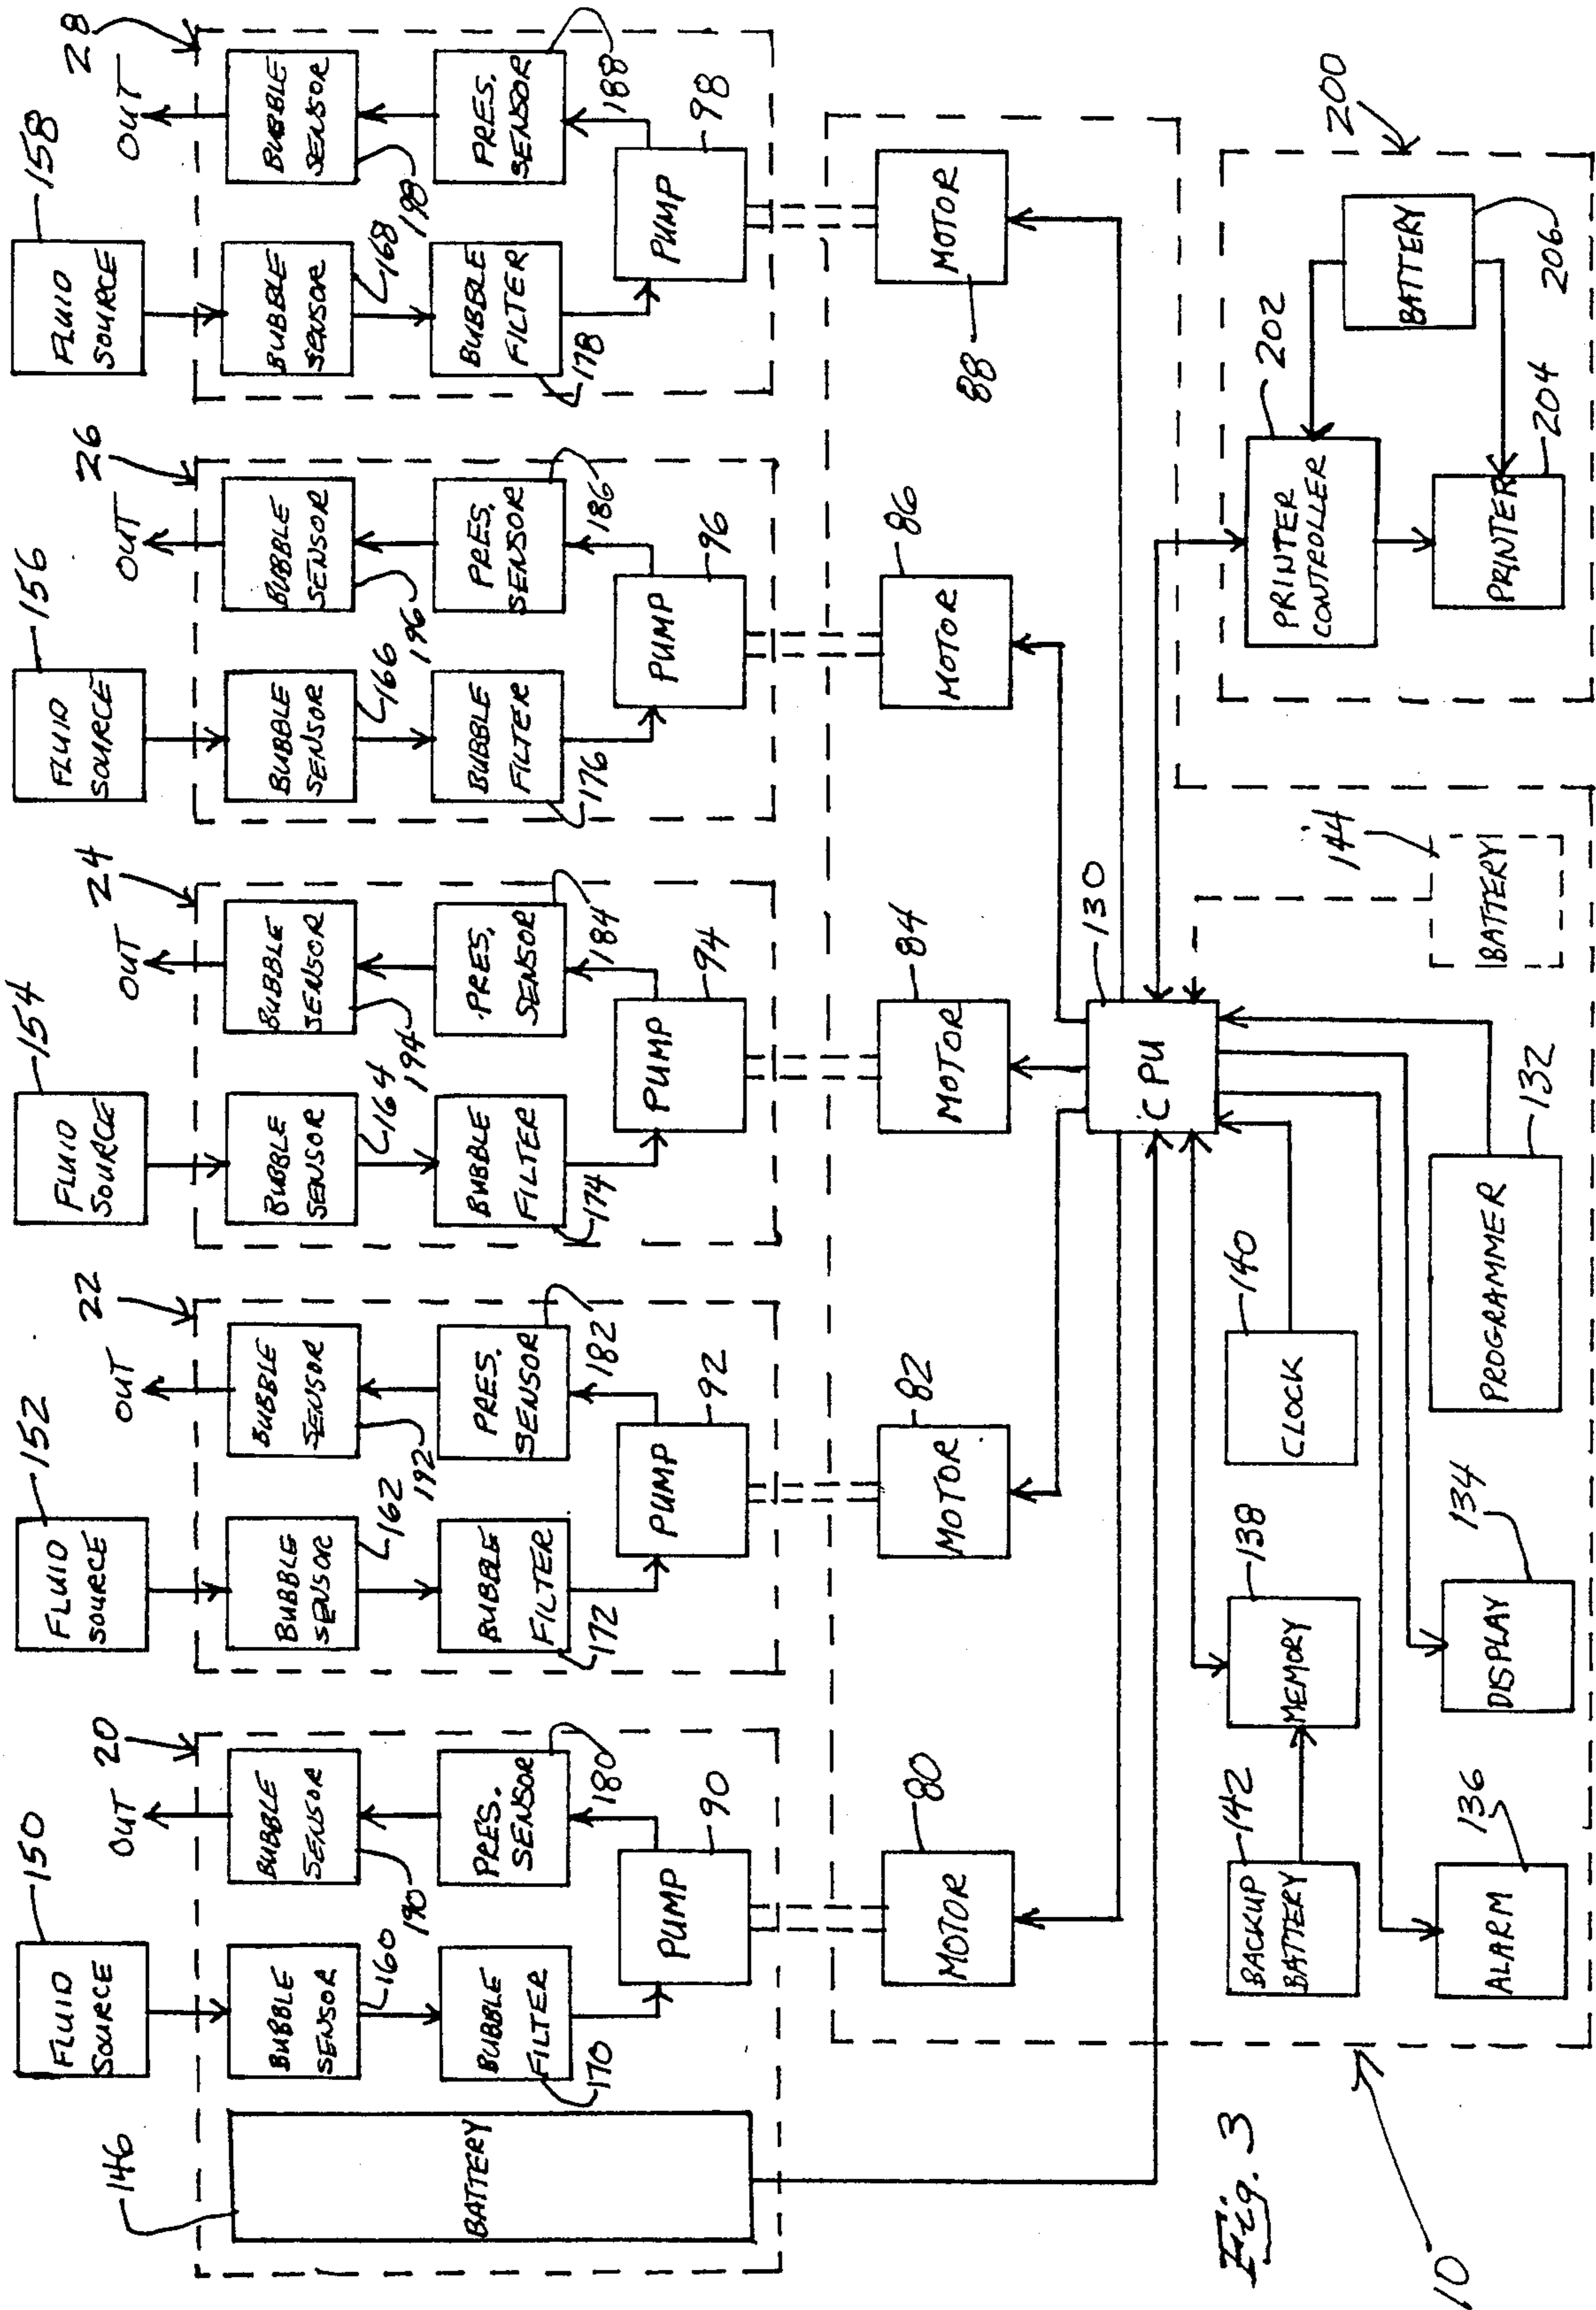 150
152
154
156
158
FLUID
SOURCE
OUT
20
FLUID
SOURCE
OUT
22
FLUID
SOURCE
OUT
24
FLUID
SOURCE
OUT
26
FLUID
SOURCE
OUT
28
146
BATTERY
BUBBLE
SENSOR
160
190
BUBBLE
SENSOR
BUBBLE
FILTER
170
PRES.
SENSOR
180
PUMP
90
BUBBLE
SENSOR
162
192
BUBBLE
SENSOR
BUBBLE
FILTER
172
PRES.
SENSOR
182
PUMP
92
BUBBLE
SENSOR
164
194
BUBBLE
SENSOR
BUBBLE
FILTER
174
PRES.
SENSOR
184
PUMP
94
BUBBLE
SENSOR
166
196
BUBBLE
SENSOR
BUBBLE
FILTER
176
PRES.
SENSOR
186
PUMP
96
BUBBLE
SENSOR
168
198
BUBBLE
SENSOR
BUBBLE
FILTER
178
PRES.
SENSOR
188
PUMP
98
MOTOR
80
MOTOR
82
MOTOR
84
MOTOR
86
MOTOR
88
CPU
130
BACKUP
BATTERY
142
MEMORY
138
CLOCK
140
ALARM
136
DISPLAY
134
PROGRAMMER
132
BATTERY
144
PRINTER
CONTROLLER
202
PRINTER
204
BATTERY
206
200
Fig. 3
10